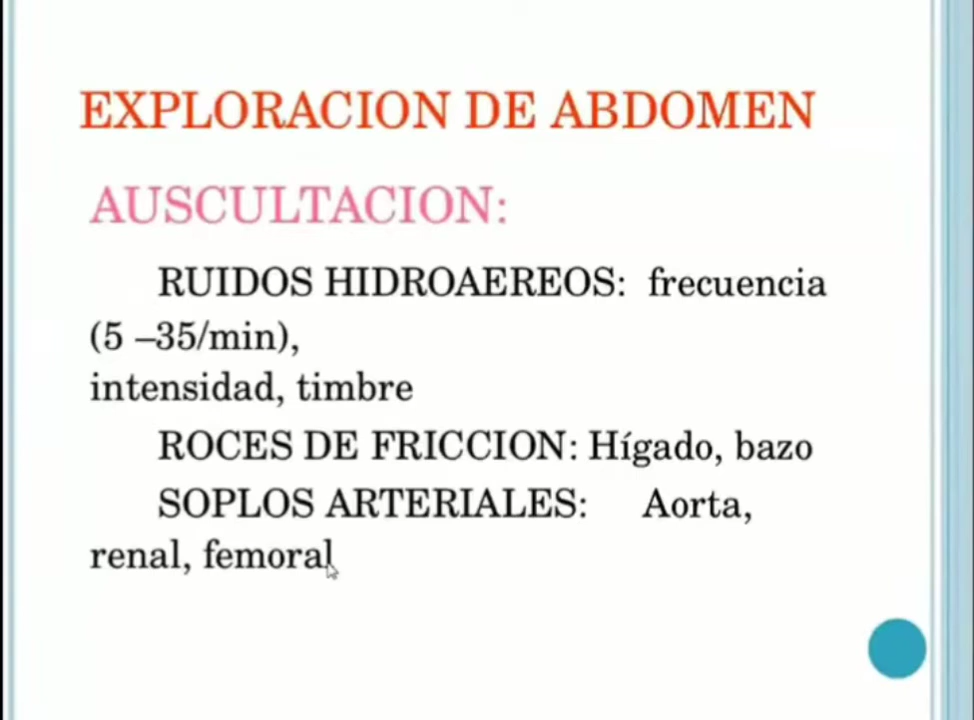 EXPLORACION DE ABDOMEN
AUSCULTACION:
RUIDOS HIDROAEREOS: frecuencia
(5 –35/min),
intensidad, timbre
ROCES DE FRICCION: Hígado, bazo
SOPLOS ARTERIALES: Aorta,
renal, femoral